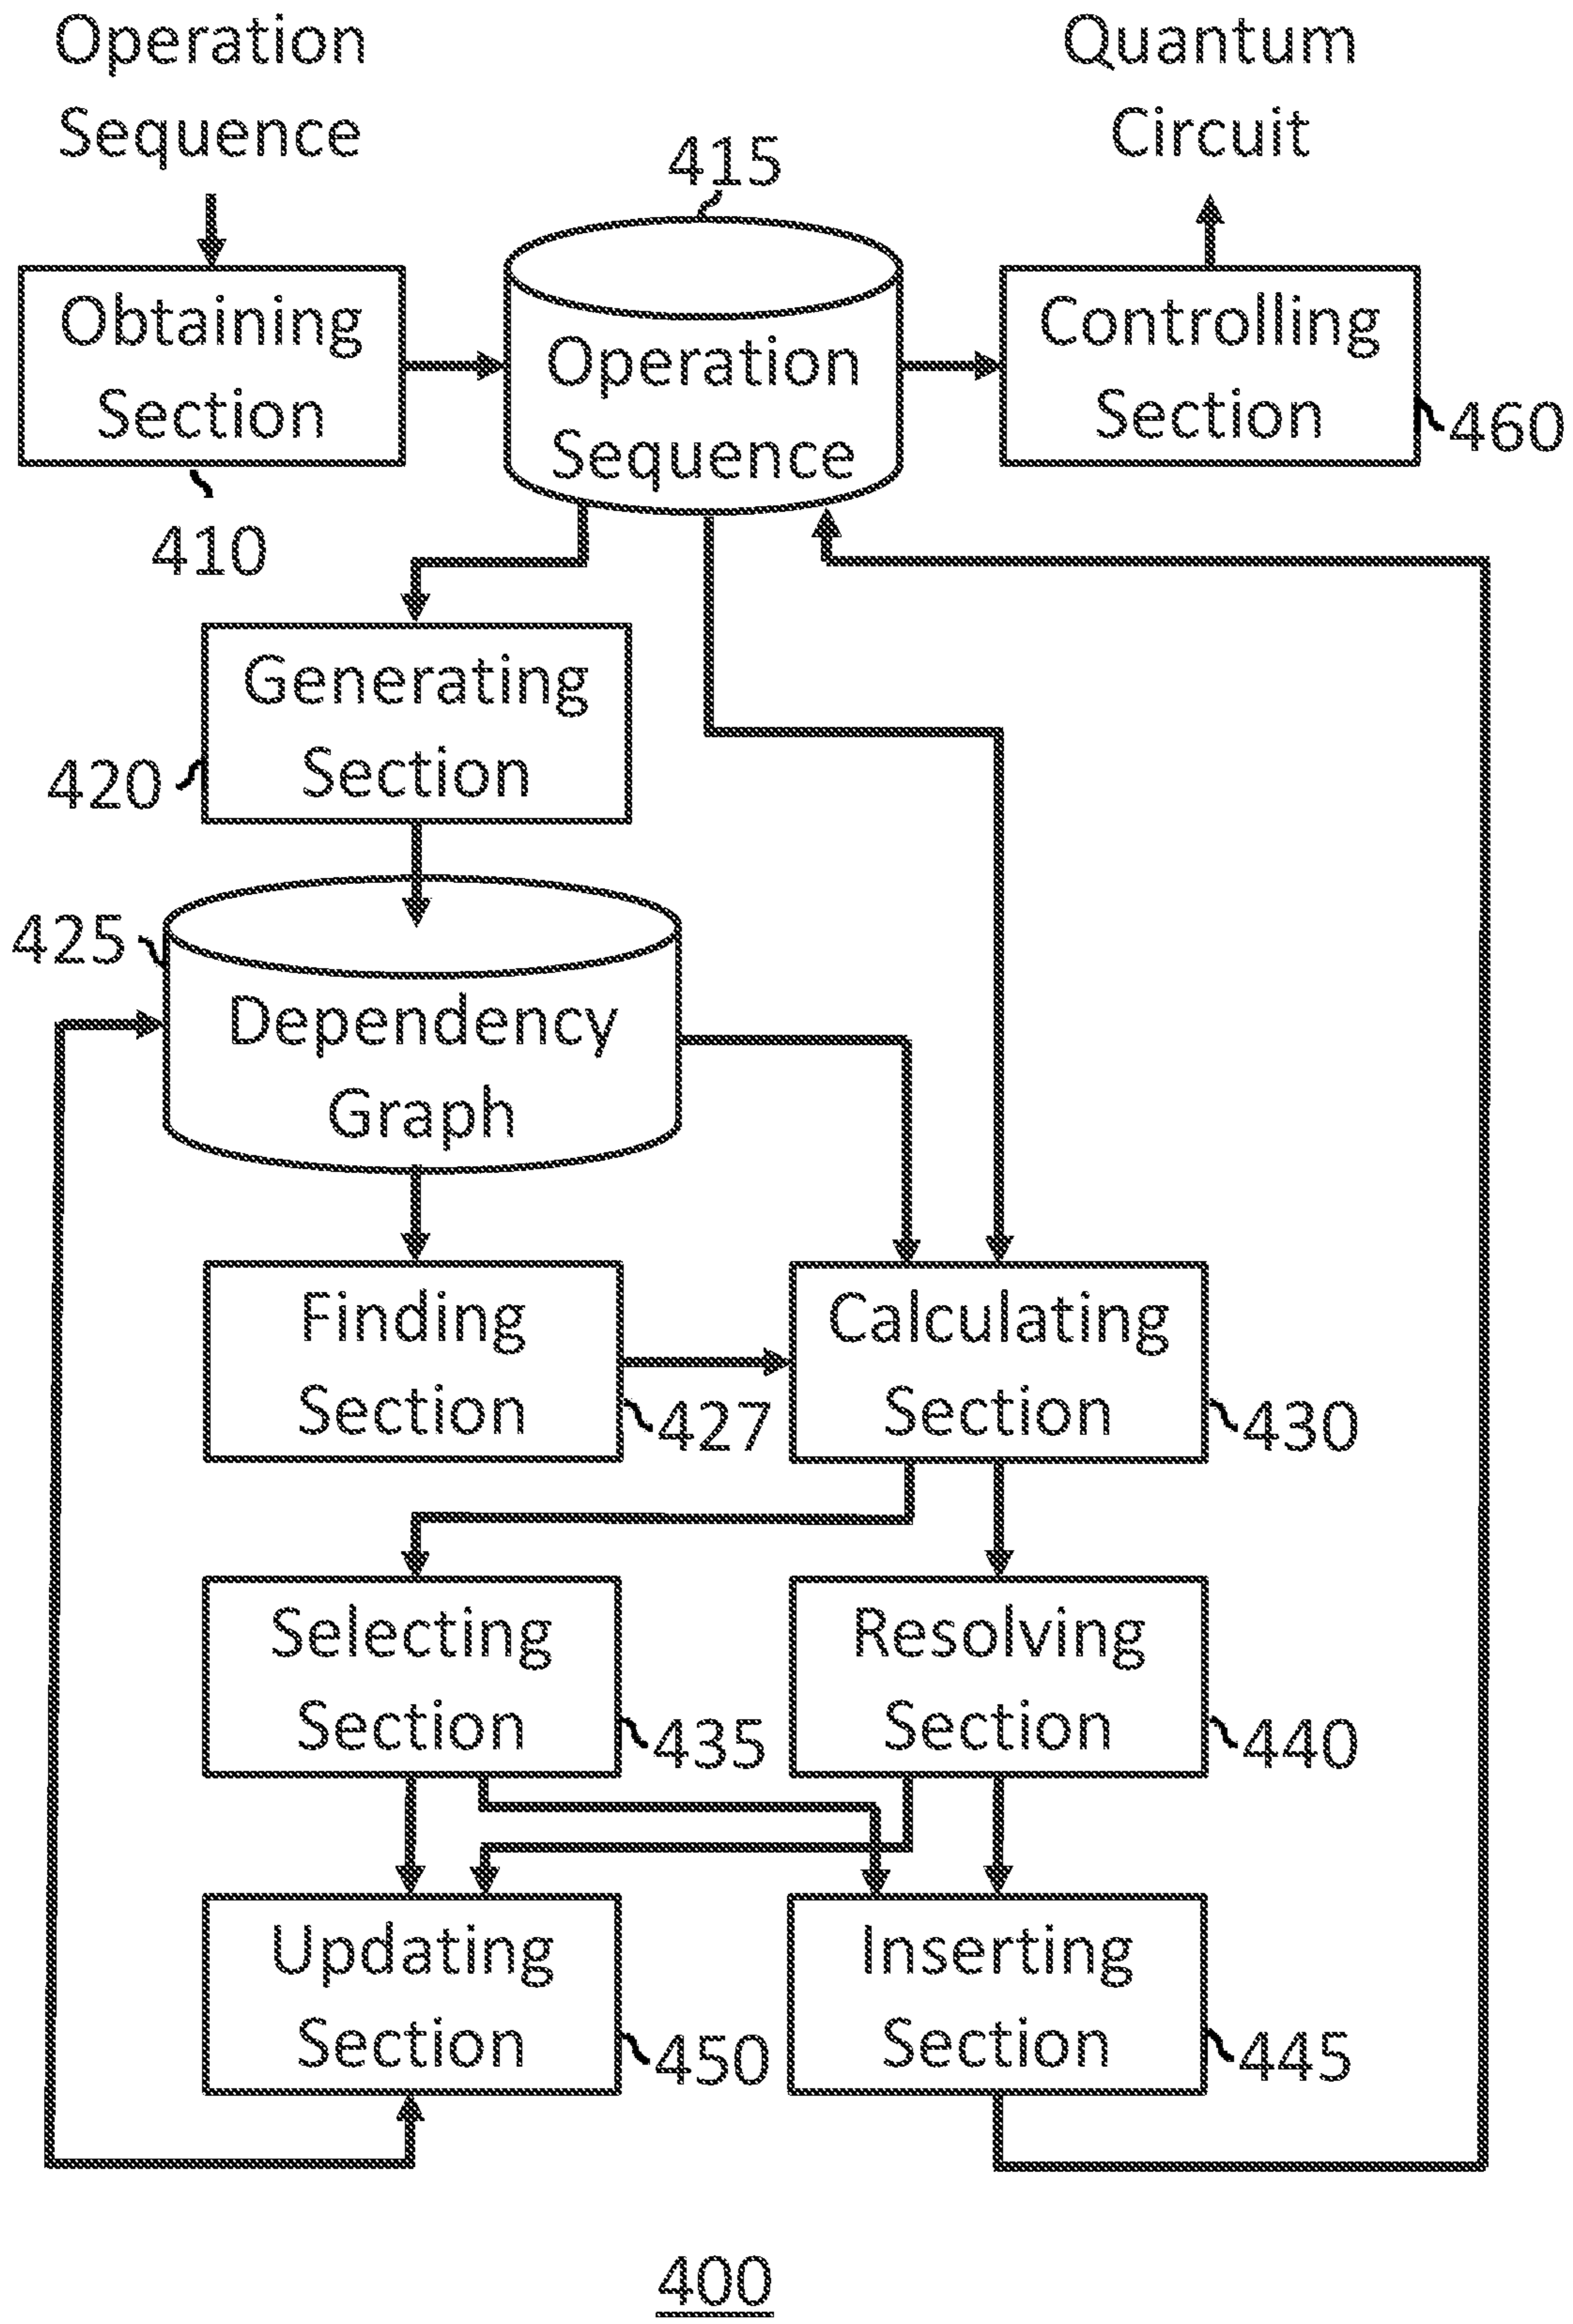 Operation
Sequence
Quantum
Circuit
415
Obtaining
Section
410
Operation
Sequence
Controlling
Section
460
Generating
Section
420
425
Dependency
Graph
Finding
Section
427
Calculating
Section
430
Selecting
Section
435
Resolving
Section
440
Updating
Section
450
Inserting
Section
445
400